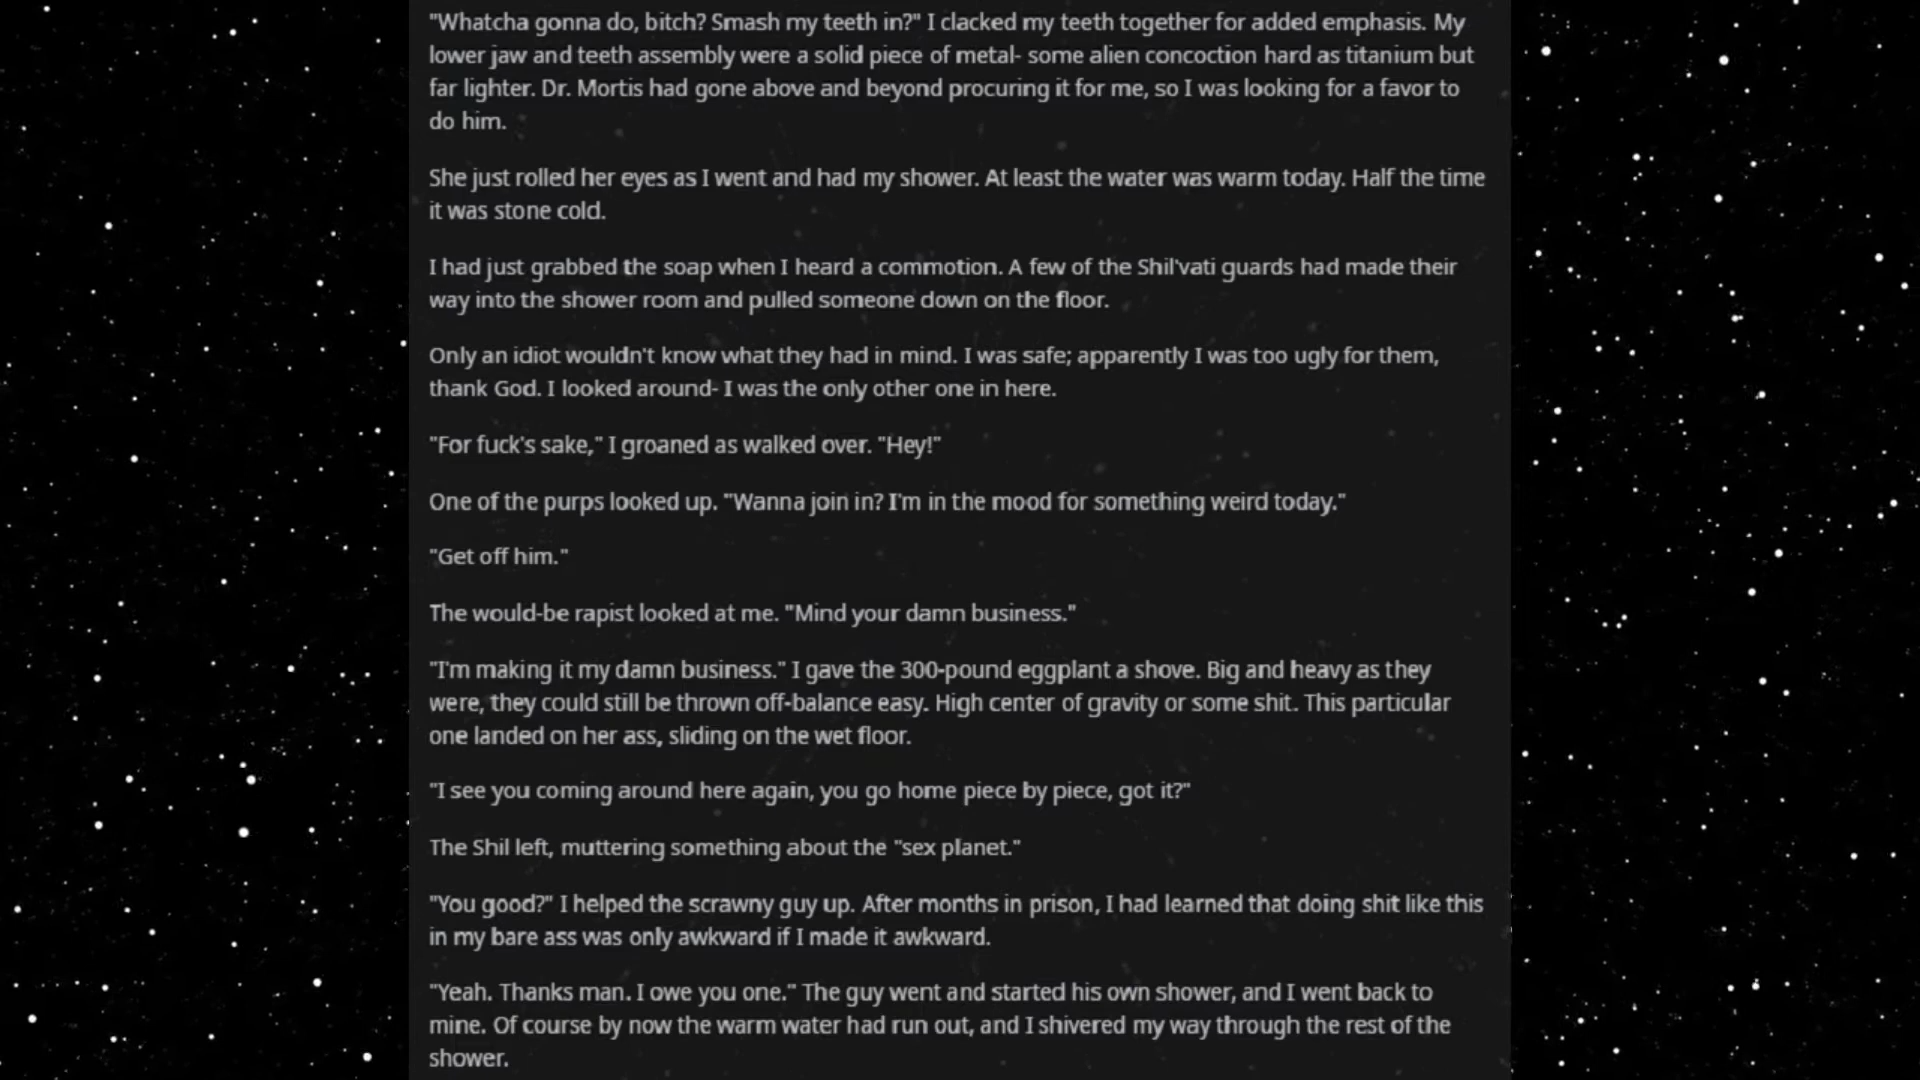 "Whatcha gonna do, bitch? Smash my teeth in?" I clacked my teeth together for added emphasis. My
lower jaw and teeth assembly were a solid piece of metal- some alien concoction hard as titanium but
far lighter. Dr. Mortis had gone above and beyond procuring it for me, so I was looking for a favor to
do him.
She just rolled her eyes as I went and had my shower. At least the water was warm today. Half the time
it was stone cold.
I had just grabbed the soap when I heard a commotion. A few of the Shil'vati guards had made their
way into the shower room and pulled someone down on the floor.
Only an idiot wouldn't know what they had in mind. I was safe; apparently I was too ugly for them,
thank God. I looked around- I was the only other one in here.
"For fuck's sake," I groaned as walked over. "Hey!"
One of the purps looked up. "Wanna join in? I'm in the mood for something weird today."
"Get off him."
The would-be rapist looked at me. "Mind your damn business."
"I'm making it my damn business." I gave the 300-pound eggplant a shove. Big and heavy as they
were, they could still be thrown off-balance easy. High center of gravity or some shit. This particular
one landed on her ass, sliding on the wet floor.
"I see you coming around here again, you go home piece by piece, got it?"
The Shil left, muttering something about the "sex planet."
"You good?" I helped the scrawny guy up. After months in prison, I had learned that doing shit like this
in my bare ass was only awkward if I made it awkward.
"Yeah. Thanks man. I owe you one." The guy went and started his own shower, and I went back to
mine. Of course by now the warm water had run out, and I shivered my way through the rest of the
shower.